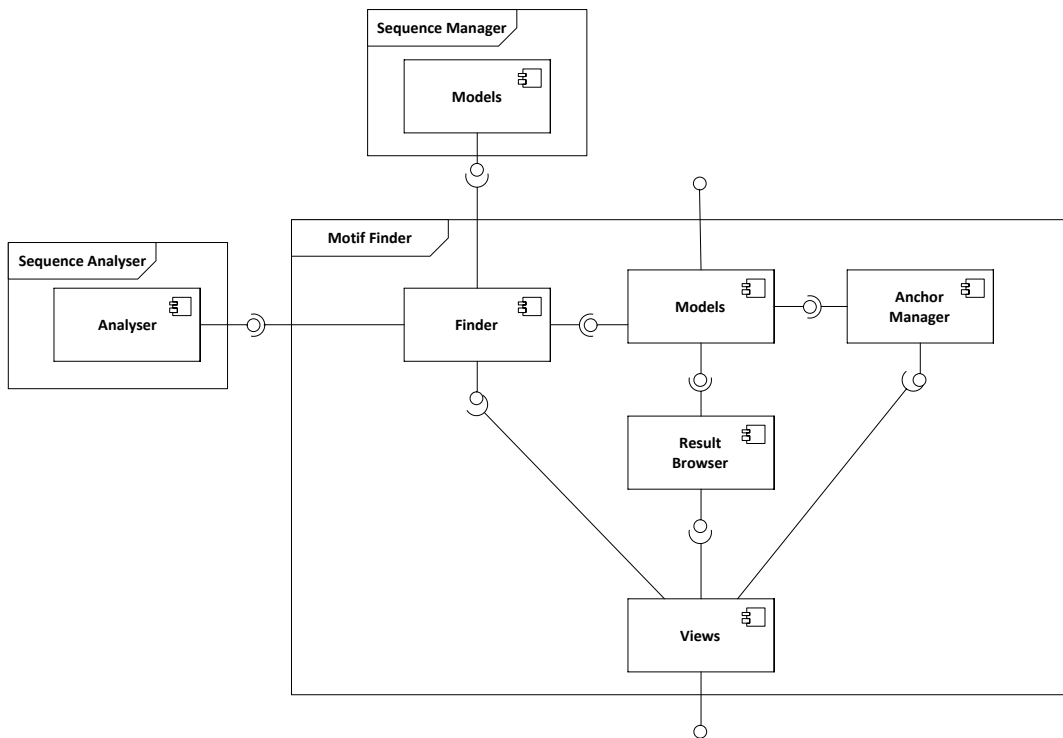 Sequence Manager
Models
Motif Finder
Sequence Analyser
Analyser
Finder
Models
Anchor
Manager
Result
Browser
Views